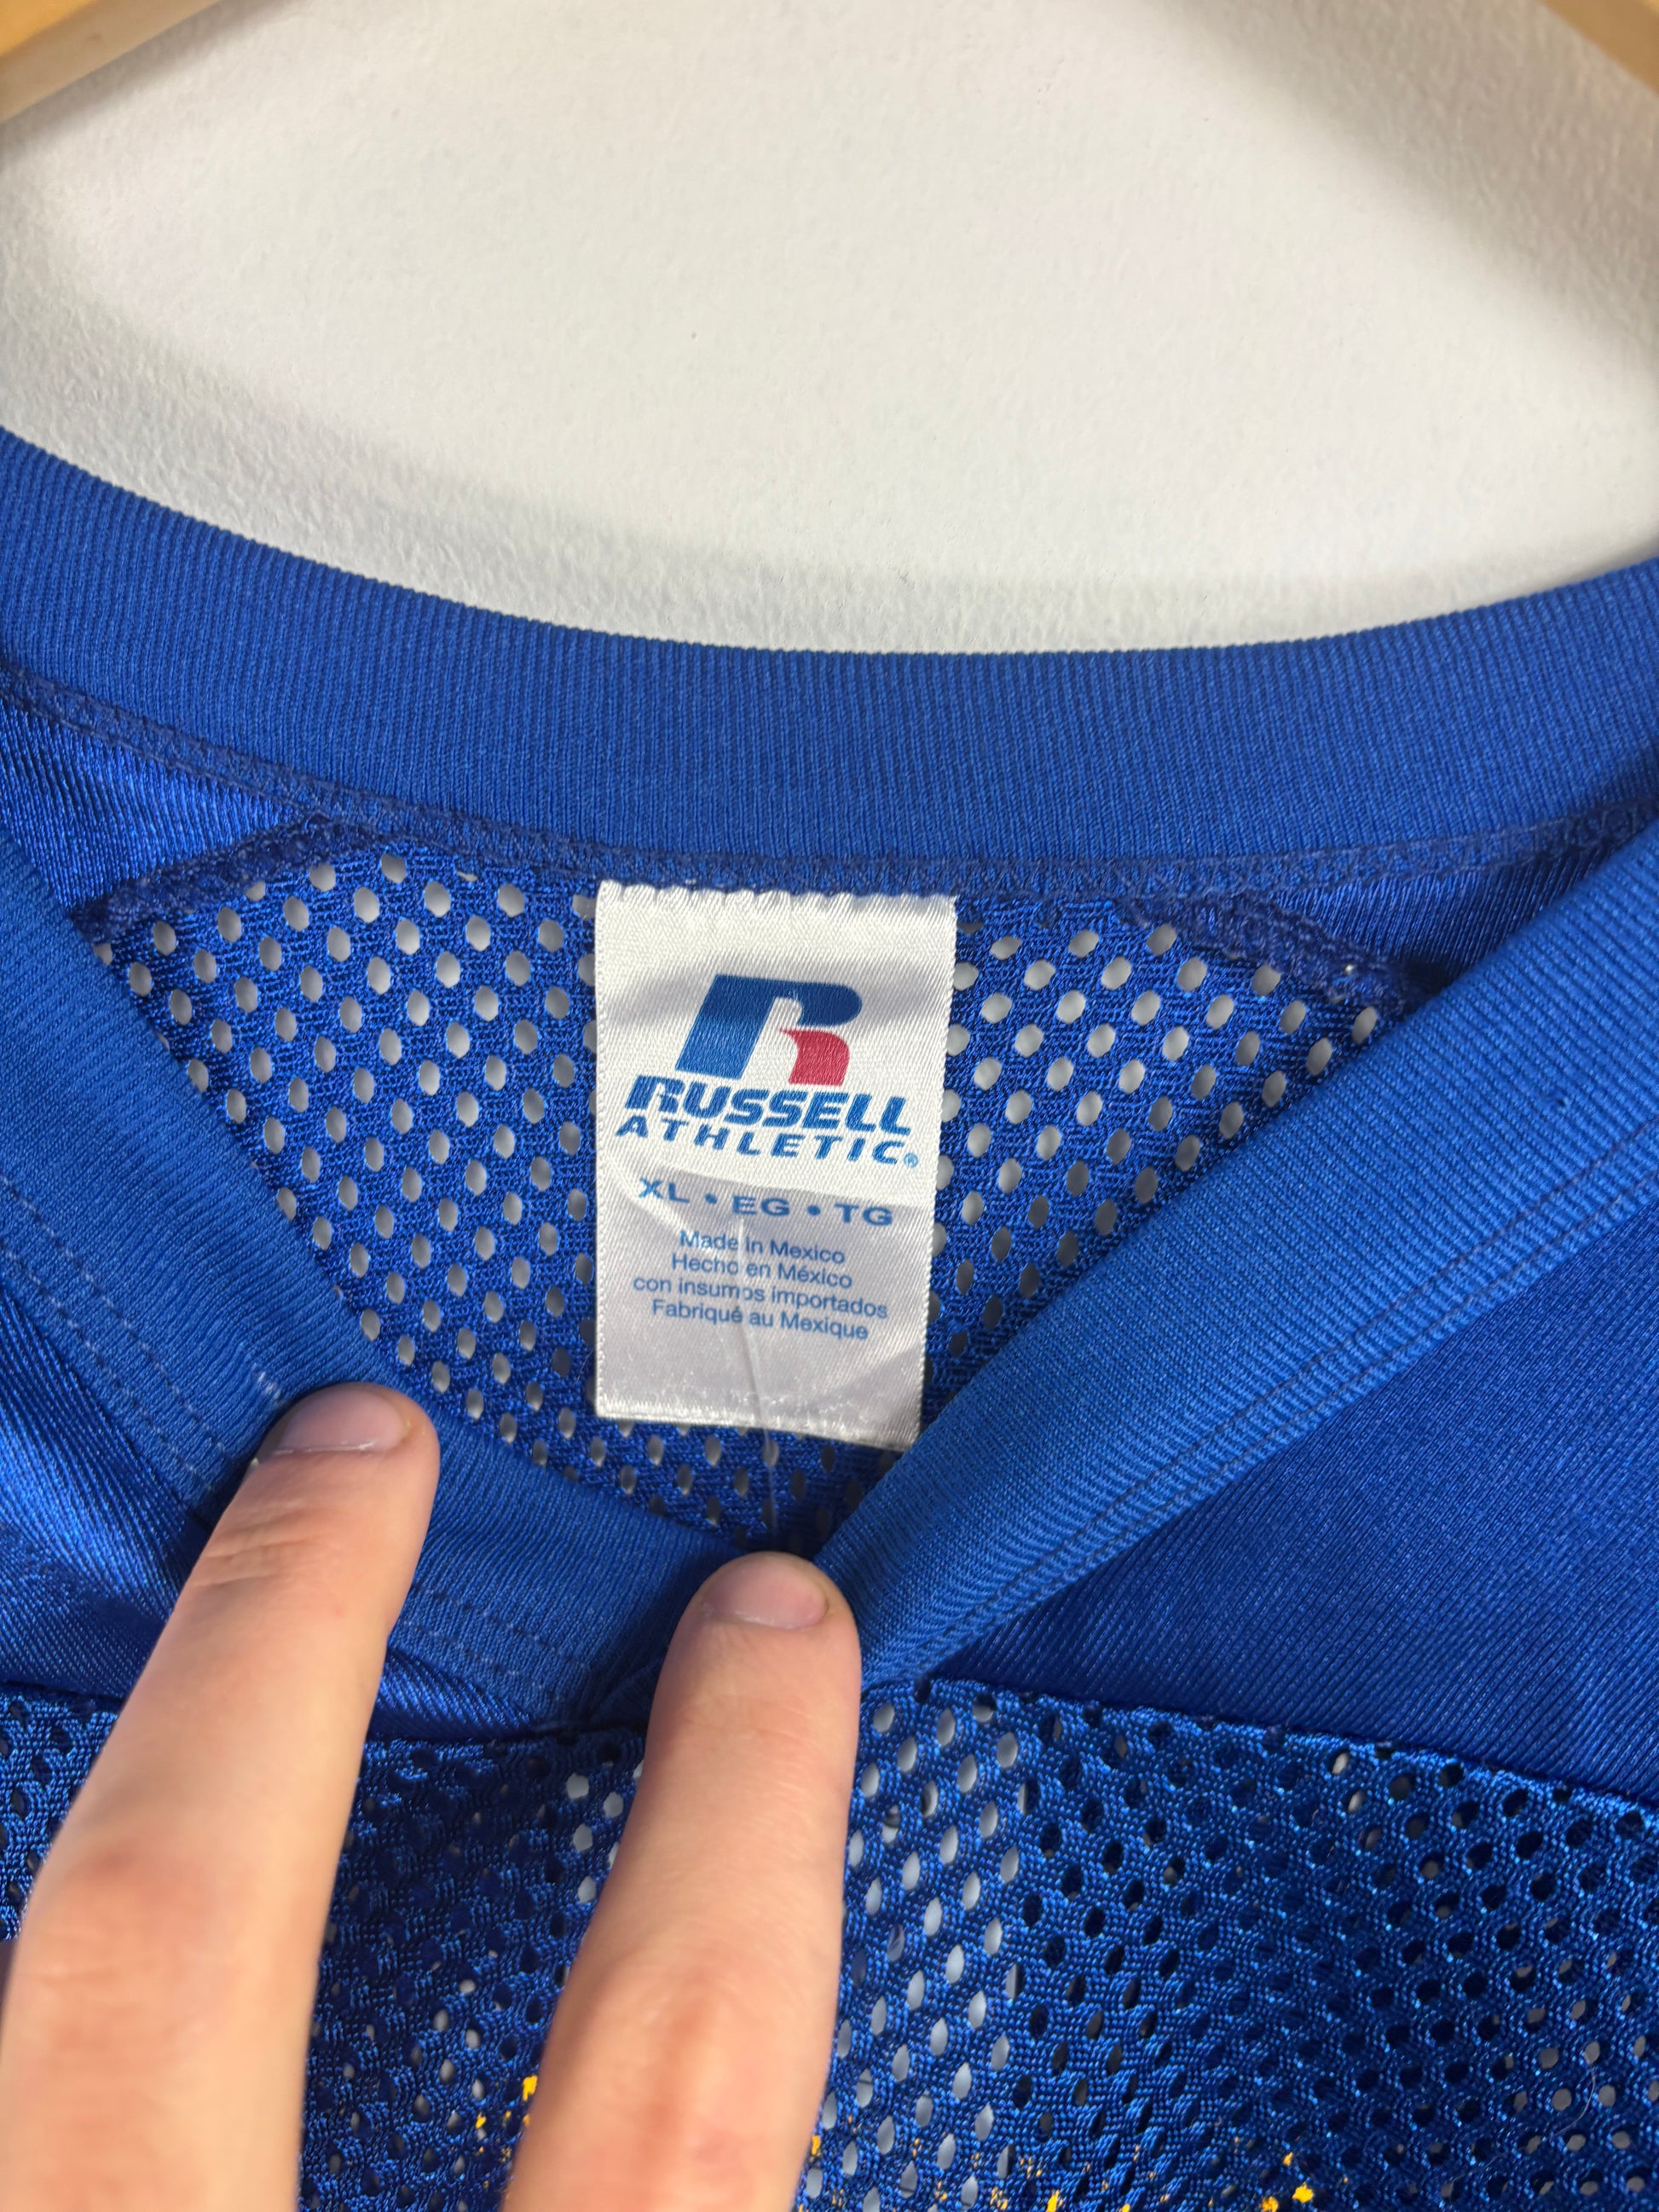 R
RUSSELL
ATHLETIC®
XL • EG • TG
Made in Mexico
Hecho en México
con insumos importados
Fabriqué au Mexique